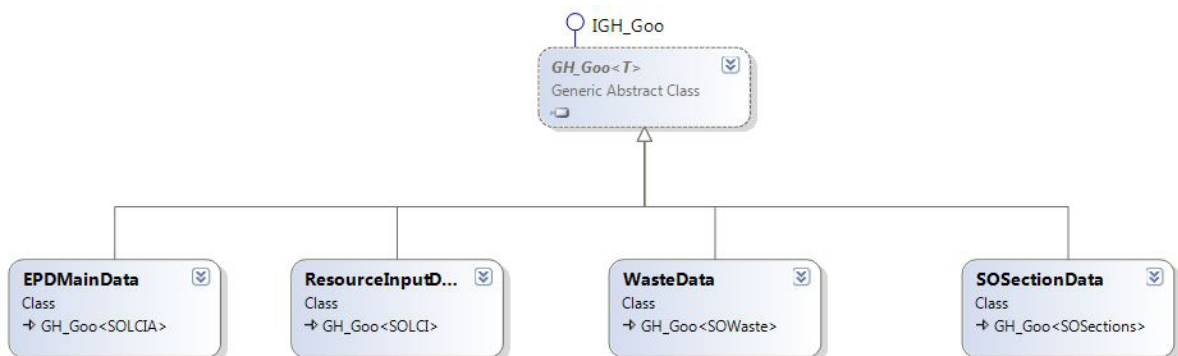 IGH_Goo
GH_Goo<T>
Generic Abstract Class
EPDMainData
Class
GH_Goo<SOLCIA>
ResourceInputD...
Class
GH_Goo<SOLCI>
WasteData
Class
GH_Goo<SOWaste>
SOSectionData
Class
GH_Goo<SOSections>